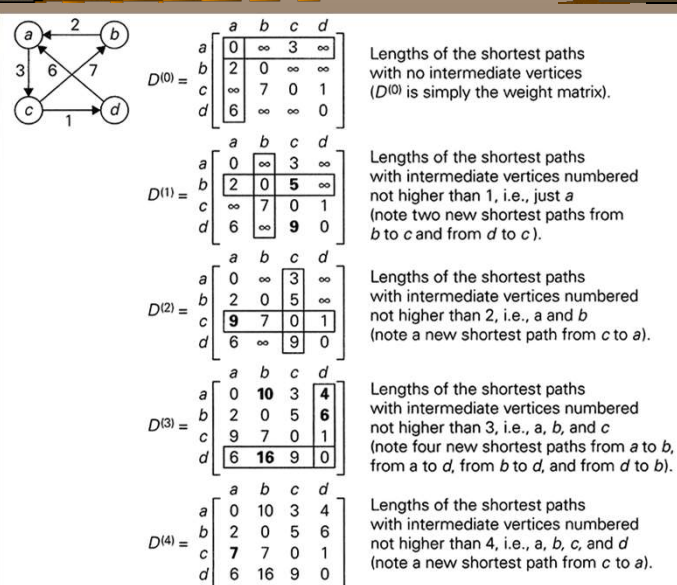 a 2 b
3 6 7
c 1 d
a b c d
D(0) =
a 0 ∞ 3 ∞
b 2 0 ∞ ∞
c ∞ 7 0 1
d 6 ∞ ∞ 0
Lengths of the shortest paths
with no intermediate vertices
(D(0) is simply the weight matrix).
a b c d
D(1) =
a 0 ∞ 3 ∞
b 2 0 5 ∞
c ∞ 7 0 1
d 6 ∞ 9 0
Lengths of the shortest paths
with intermediate vertices numbered
not higher than 1, i.e., just a
(note two new shortest paths from
b to c and from d to c).
a b c d
D(2) =
a 0 ∞ 3 ∞
b 2 0 5 ∞
c 9 7 0 1
d 6 ∞ 9 0
Lengths of the shortest paths
with intermediate vertices numbered
not higher than 2, i.e., a and b
(note a new shortest path from c to a).
a b c d
D(3) =
a 0 10 3 4
b 2 0 5 6
c 9 7 0 1
d 6 16 9 0
Lengths of the shortest paths
with intermediate vertices numbered
not higher than 3, i.e., a, b, and c
(note four new shortest paths from a to b,
from a to d, from b to d, and from d to b).
a b c d
D(4) =
a 0 10 3 4
b 2 0 5 6
c 7 7 0 1
d 6 16 9 0
Lengths of the shortest paths
with intermediate vertices numbered
not higher than 4, i.e., a, b, c, and d
(note a new shortest path from c to a).